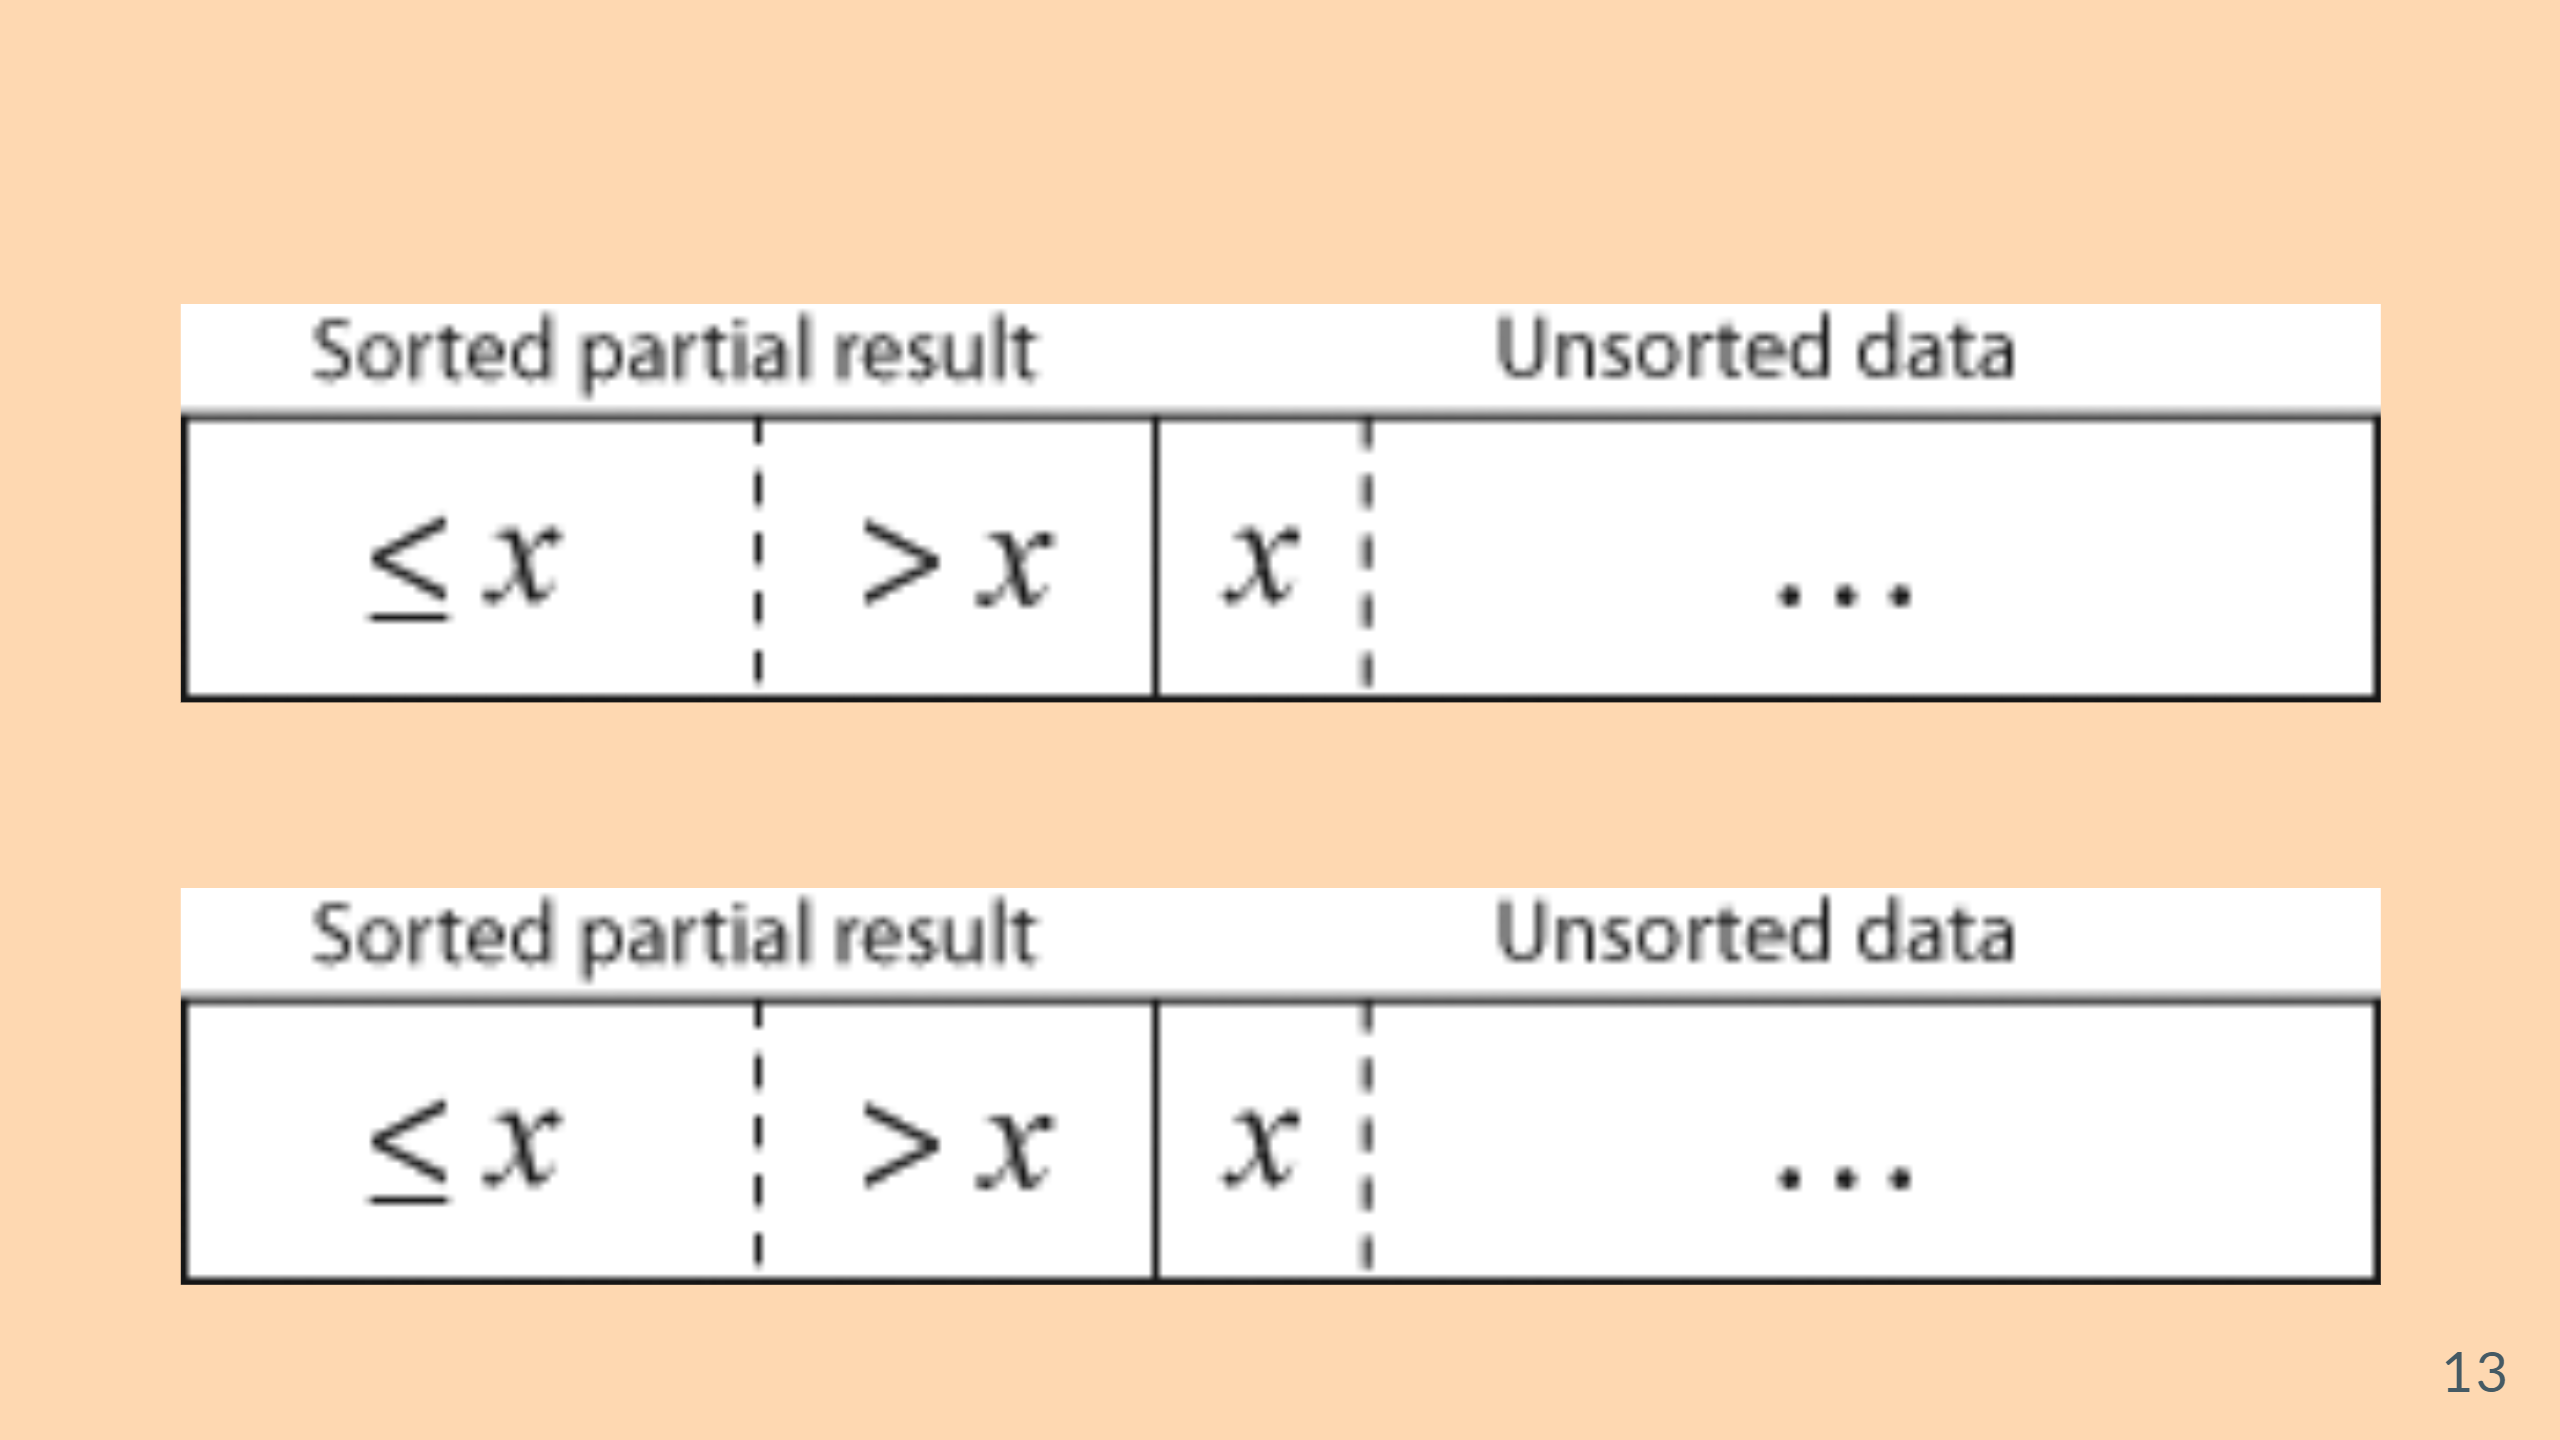 Sorted partial result Unsorted data
≤ x > x x ...
Sorted partial result Unsorted data
≤ x > x x ...
13